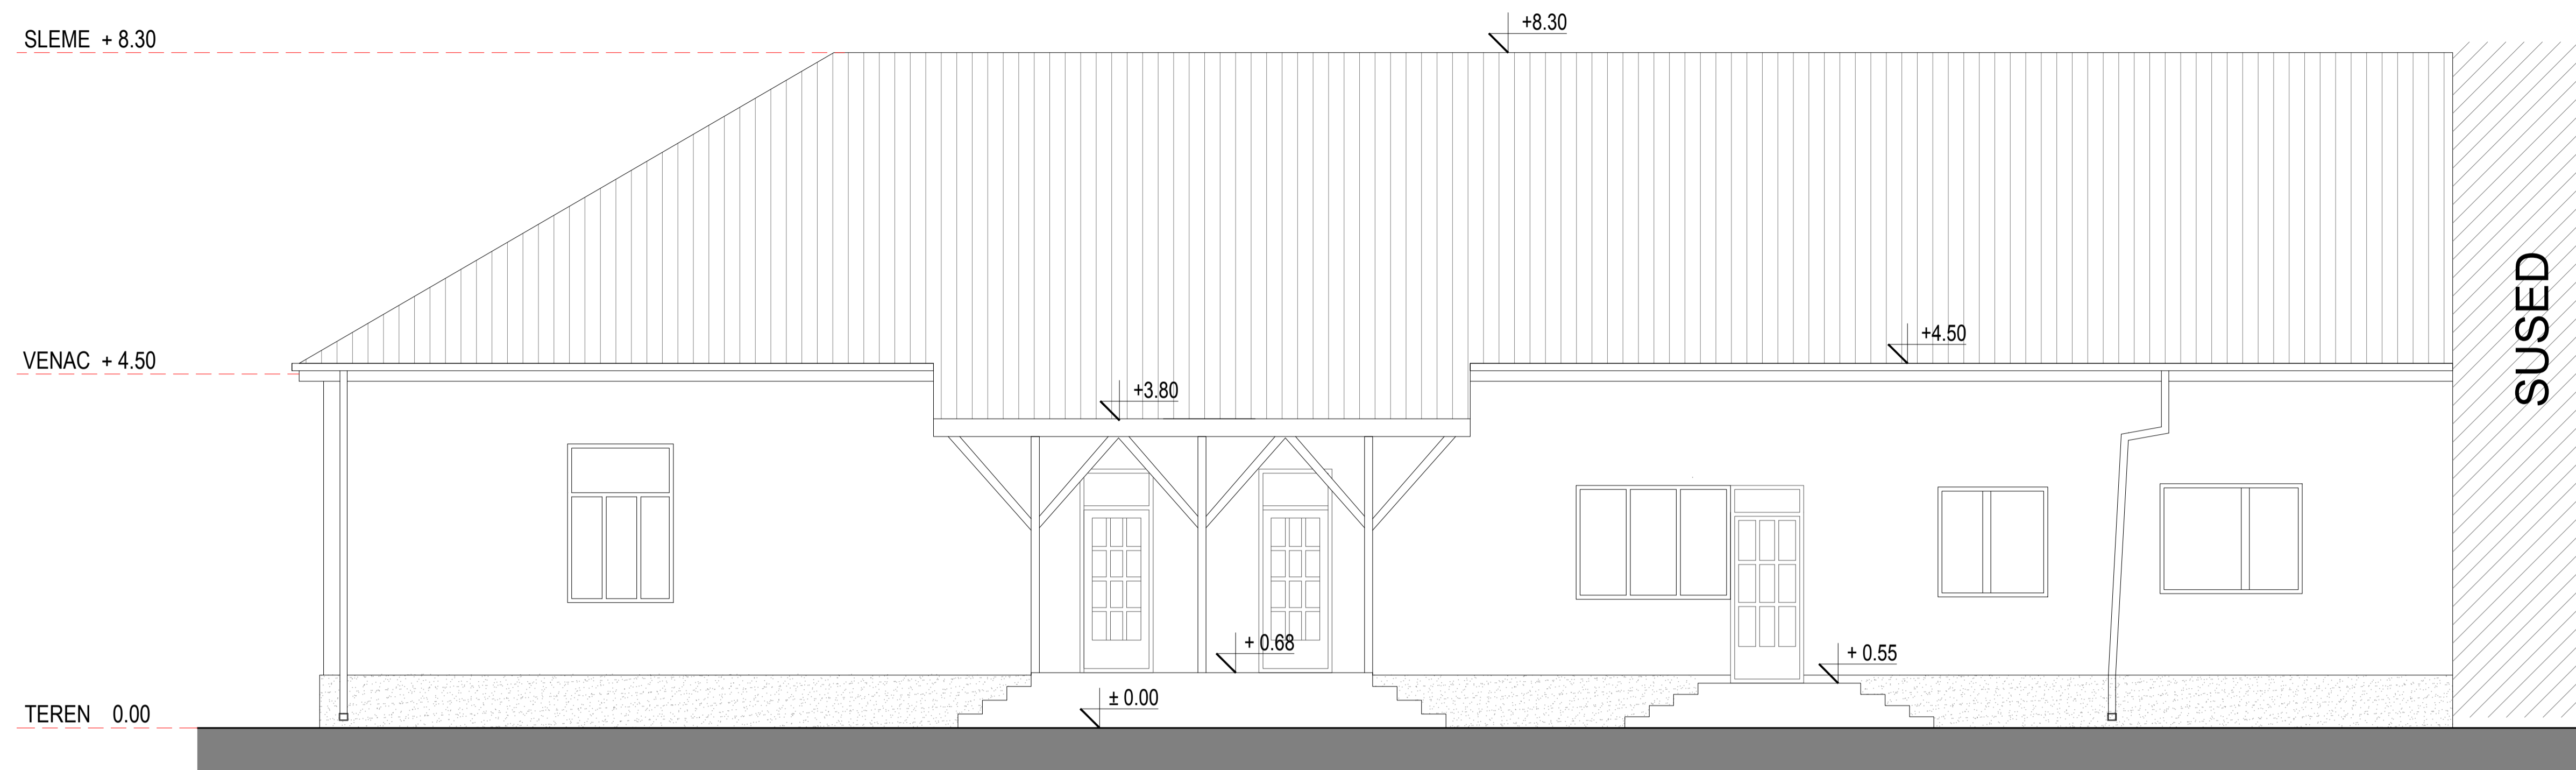 SLEME + 8.30
+8.30
SUSED
+4.50
VENAC + 4.50
+3.80
+ 0.68
+ 0.55
± 0.00
TEREN 0.00